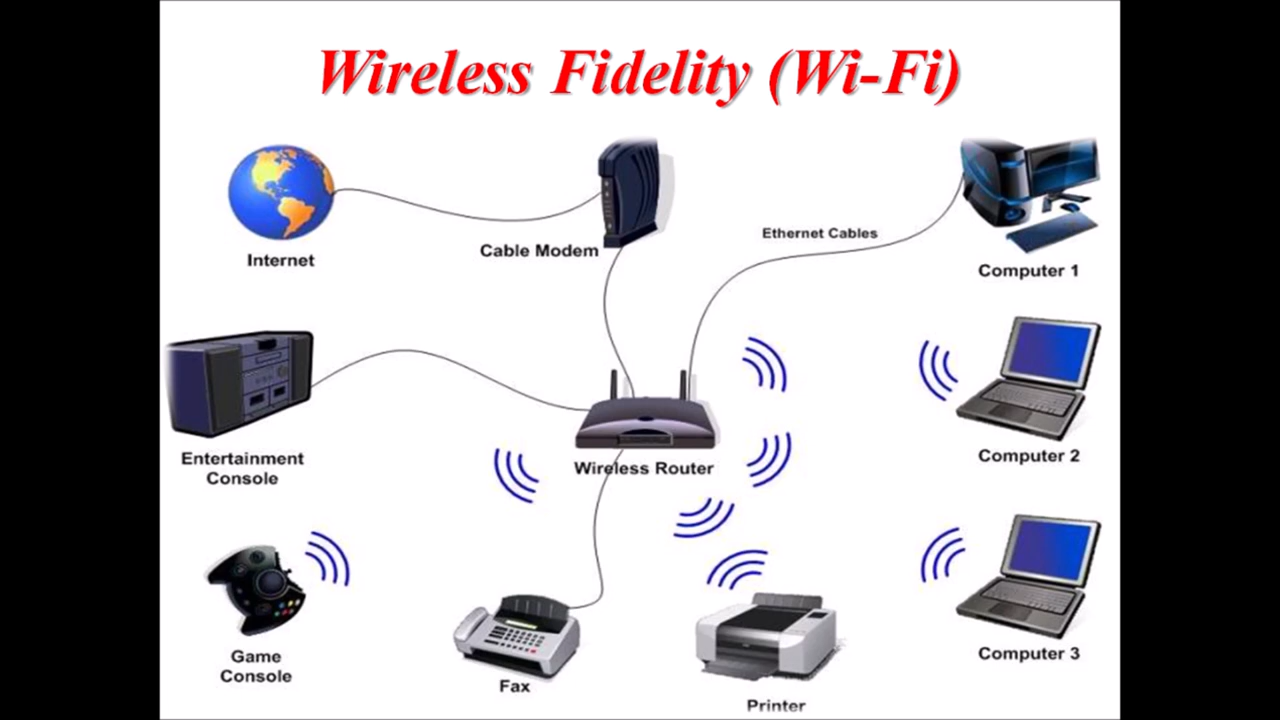 Wireless Fidelity (Wi-Fi)
Internet
Cable Modem
Ethernet Cables
Computer 1
Entertainment
Console
Wireless Router
Computer 2
Game
Console
Fax
Printer
Computer 3